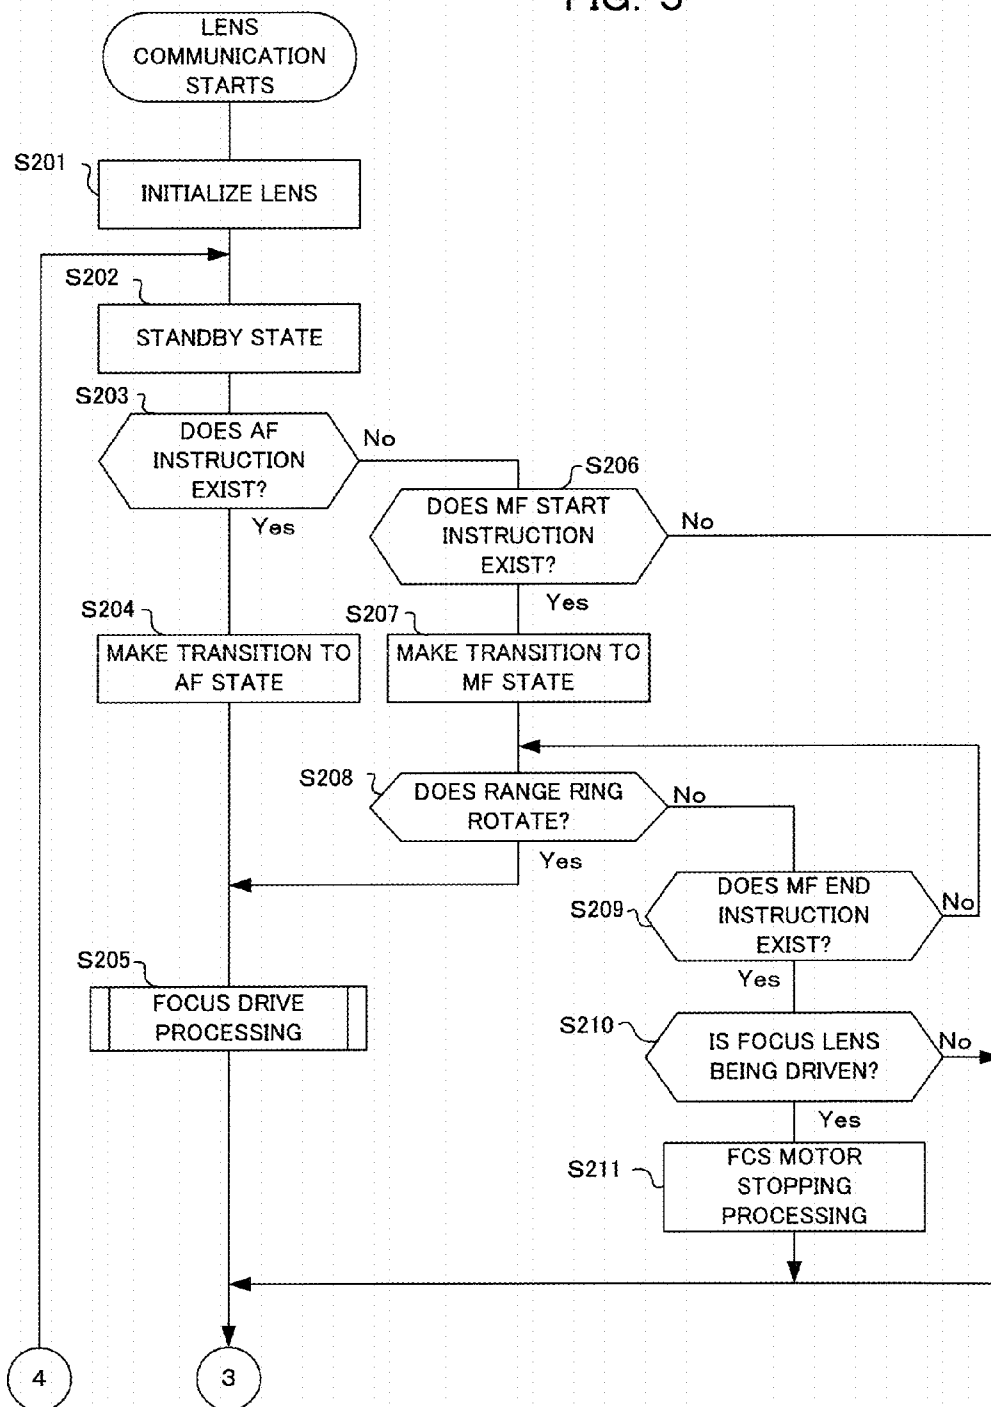 LENS
COMMUNICATION
STARTS
S201
INITIALIZE LENS
S202
STANDBY STATE
S203
DOES AF
INSTRUCTION
EXIST?
No
Yes
S206
DOES MF START
INSTRUCTION
EXIST?
No
Yes
S204
MAKE TRANSITION TO
AF STATE
S207
MAKE TRANSITION TO
MF STATE
S208
DOES RANGE RING
ROTATE?
No
Yes
S209
DOES MF END
INSTRUCTION
EXIST?
No
Yes
S205
FOCUS DRIVE
PROCESSING
S210
IS FOCUS LENS
BEING DRIVEN?
No
Yes
S211
FCS MOTOR
STOPPING
PROCESSING
4
3